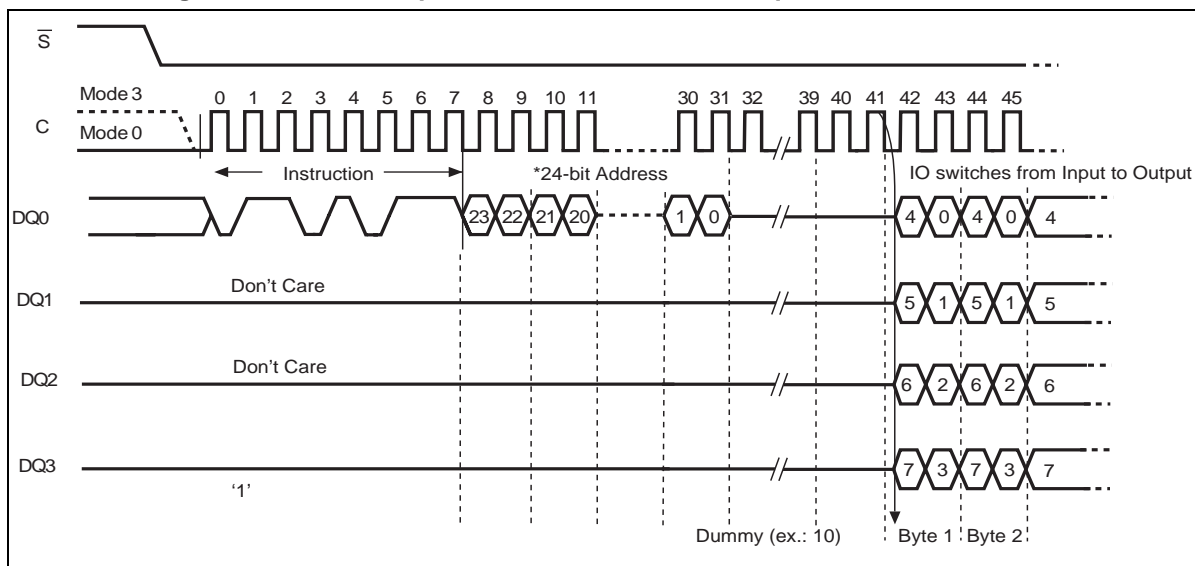 S
Mode 3
C
Mode 0
0 1 2 3 4 5 6 7 8 9 10 11 30 31 32 39 40 41 42 43 44 45
Instruction *24-bit Address IO switches from Input to Output
DQ0 23 22 21 20 1 0 4 0 4 0 4
Don't Care
DQ1 5 1 5 1 5
Don't Care
DQ2 6 2 6 2 6
DQ3 7 3 7 3 7
‘1’
Dummy (ex.: 10) Byte 1 Byte 2